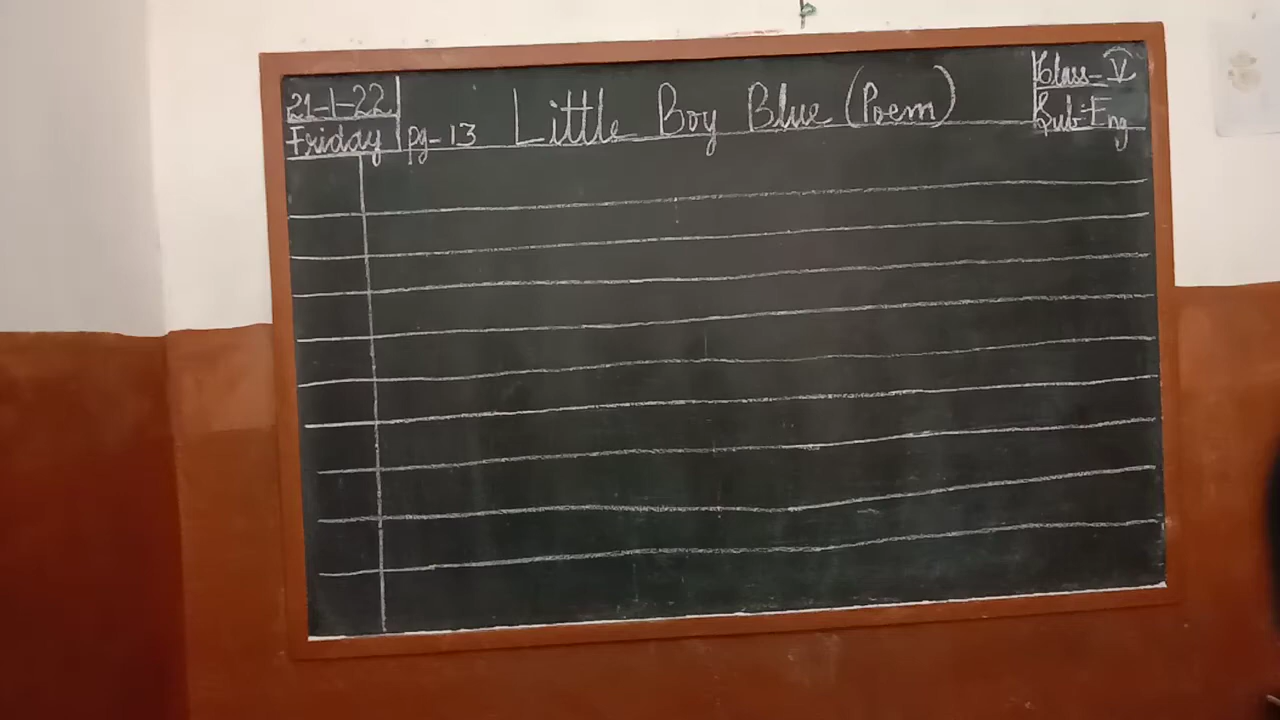 21-1-22
Friday
pg-13 Little Boy Blue (Poem)
Class- V
Sub:Eng